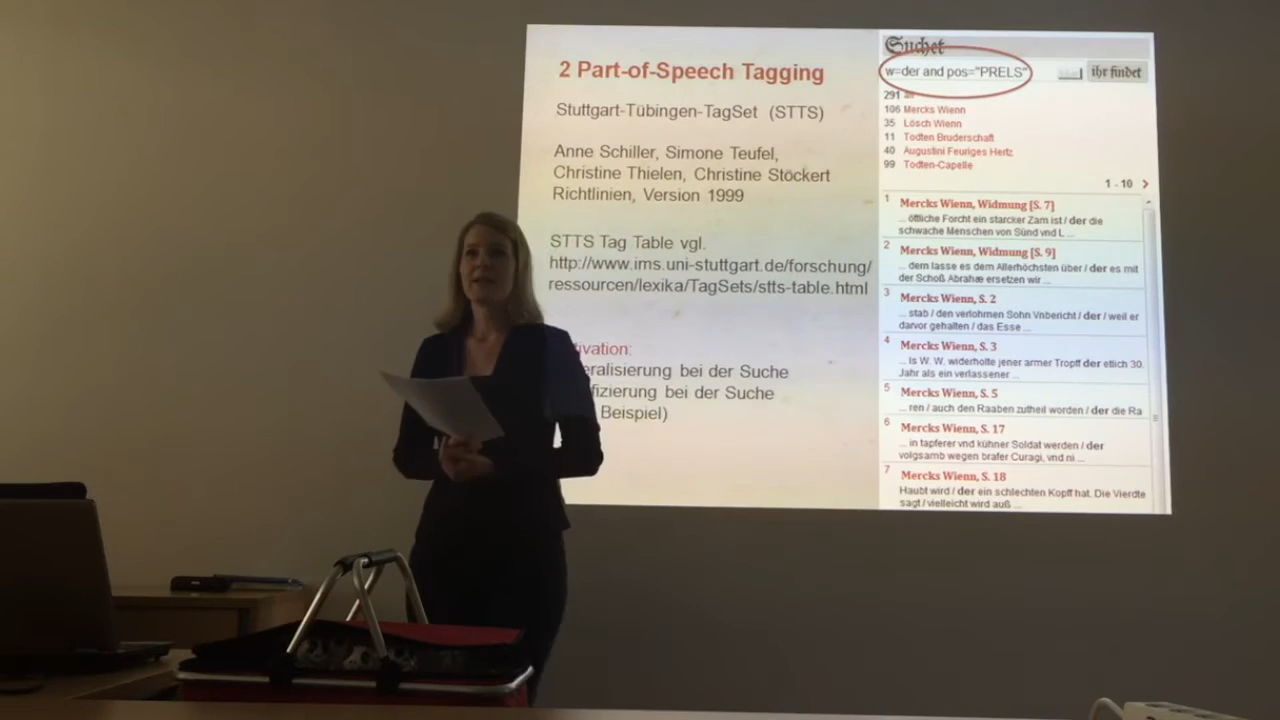 2 Part-of-Speech Tagging
Stuttgart-Tübingen-TagSet (STTS)
Anne Schiller, Simone Teufel,
Christine Thielen, Christine Stöckert
Richtlinien, Version 1999
STTS Tag Table vgl.
http://www.ims.uni-stuttgart.de/forschung/
ressourcen/lexika/TagSets/stts-table.html
ivation:
eralisierung bei der Suche
fizierung bei der Suche
Beispiel)
Suchet
w=der and pos="PRELS"
ihr findet
291
106 Mercks Wienn
35 Lösch Wienn
11 Todten Bruderschaft
40 Augustini Feuriges Hertz
99 Todten-Capelle
1 - 10
1 Mercks Wienn, Widmung [S. 7]
... öttliche Forcht ein starcker Zam ist / der die
schwache Menschen von Sünd vnd L ...
2 Mercks Wienn, Widmung [S. 9]
... dern lasse es dem Allerhöchsten über / der es mit
der Schoß Abrahæ ersetzen wir ...
3 Mercks Wienn, S. 2
... stab / den verlohrnen Sohn Vnbericht / der / weil er
darvor gehalten / das Esse ...
4 Mercks Wienn, S. 3
... ls W. W. widerholte jener armer Tropff der etlich 30.
Jahr als ein verlassener ...
5 Mercks Wienn, S. 5
... ren / auch den Raaben zutheil worden / der die Ra
6 Mercks Wienn, S. 17
... in tapferer vnd kühner Soldat werden / der
volgsamb wegen brafer Curagi, vnd ni ...
7 Mercks Wienn, S. 18
Haubt wird / der ein schlechten Kopff hat. Die Vierdte
sagt / vielleicht wird auß ...